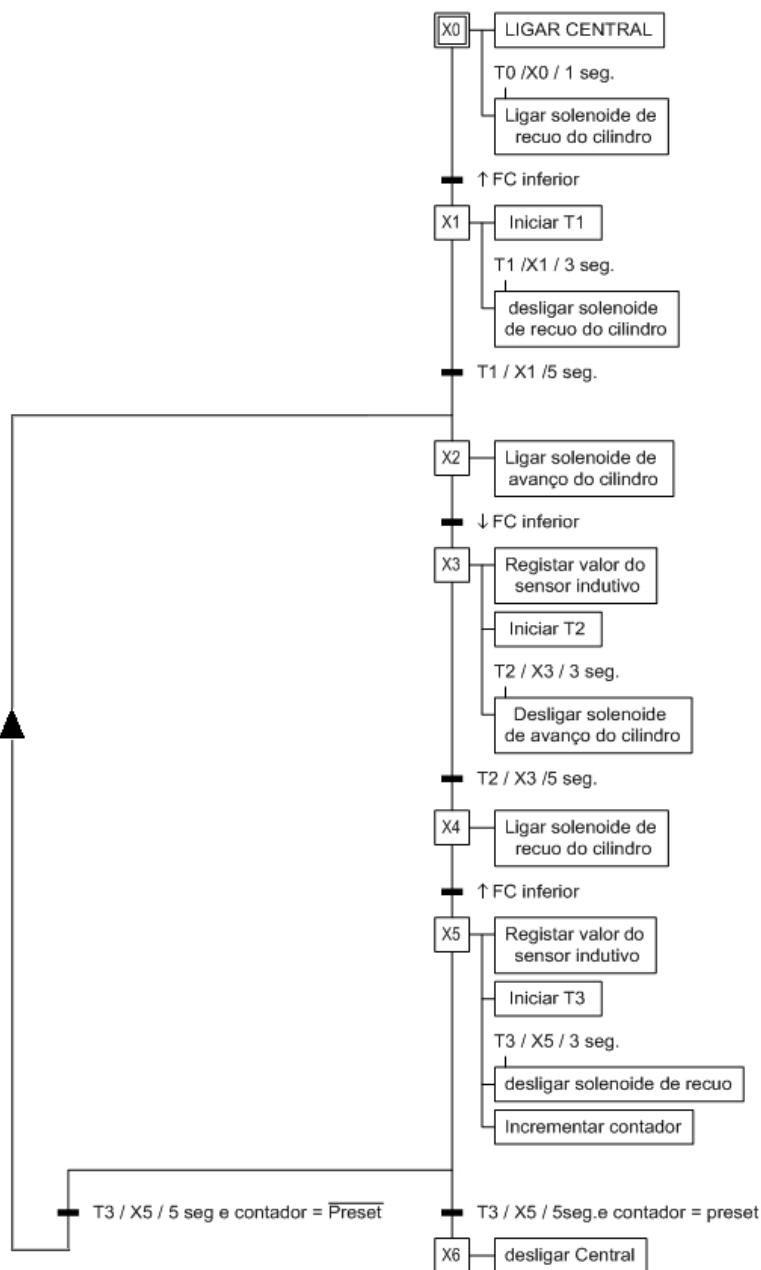 X0 LIGAR CENTRAL
T0 /X0 / 1 seg.
Ligar solenoide de
recuo do cilindro
↑ FC inferior
X1 Iniciar T1
T1 /X1 / 3 seg.
desligar solenoide
de recuo do cilindro
T1 / X1 /5 seg.
X2 Ligar solenoide de
avanço do cilindro
↓ FC inferior
X3 Registar valor do
sensor indutivo
Iniciar T2
T2 / X3 / 3 seg.
Desligar solenoide
de avanço do cilindro
T2 / X3 /5 seg.
X4 Ligar solenoide de
recuo do cilindro
↑ FC inferior
X5 Registar valor do
sensor indutivo
Iniciar T3
T3 / X5 / 3 seg.
desligar solenoide de recuo
Incrementar contador
T3 / X5 / 5 seg e contador = P̅r̅e̅s̅e̅t̅
T3 / X5 / 5seg.e contador = preset
X6 desligar Central